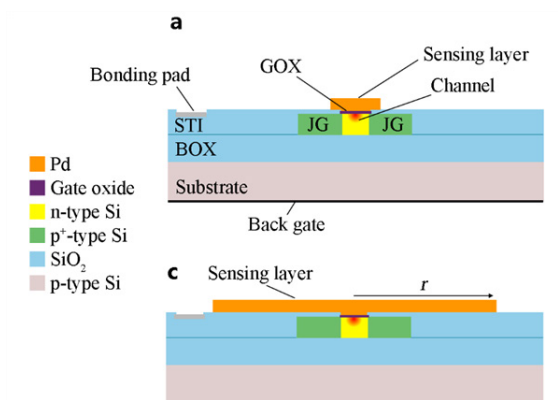 a
Sensing layer
GOX
Bonding pad
Channel
STI
JG
JG
BOX
Substrate
Back gate
Pd
Gate oxide
n-type Si
p⁺-type Si
SiO₂
p-type Si
c
Sensing layer
r